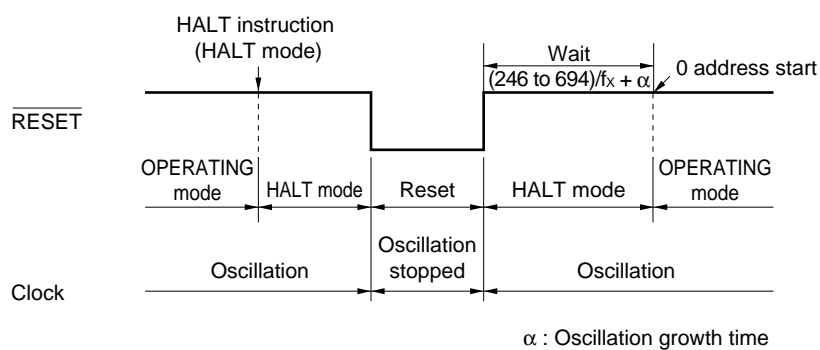 HALT instruction
(HALT mode)
Wait
(246 to 694)/fX + α
0 address start
RESET
OPERATING
mode
HALT mode
Reset
HALT mode
OPERATING
mode
Oscillation
Oscillation
stopped
Oscillation
Clock
α : Oscillation growth time